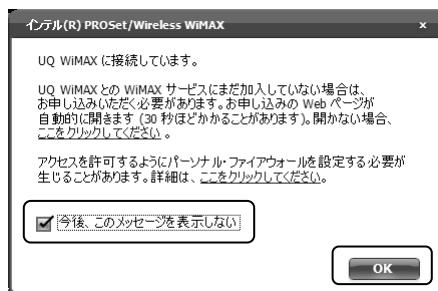 インテル(R) PROSet/Wireless WiMAX
×
UQ WiMAX に接続しています。
UQ WiMAX との WiMAX サービスにまだ加入していない場合は、
お申し込みいただく必要があります。お申し込みの Web ページが
自動的に開きます (30 秒ほどかかることがあります)。開かない場合、
ここをクリックしてください 。
アクセスを許可するようにパーソナル・ファイアウォールを設定する必要が
生じることがあります。詳細は、ここをクリックしてください。
今後、このメッセージを表示しない
OK